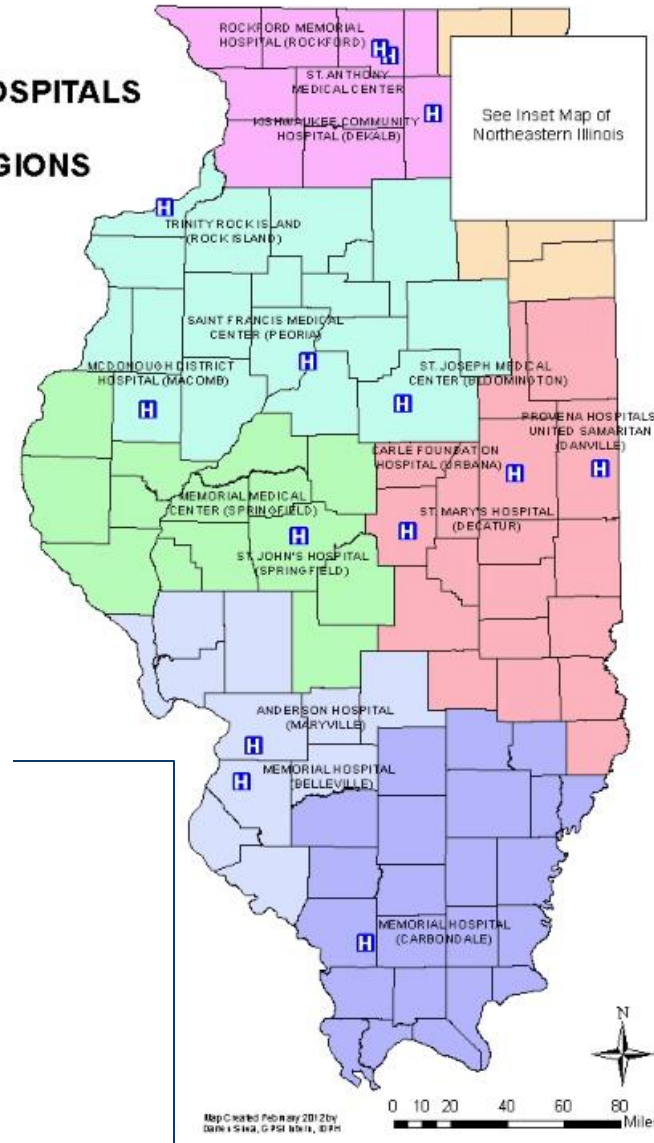 OSPITALS
GIONS
ROCKFORD MEMORIAL
HOSPITAL (ROCKFORD)
H
H
ST. ANTHONY
MEDICAL CENTER
KISHWAUKEE COMMUNITY
HOSPITAL (DEKALB)
H
See Inset Map of
Northeastern Illinois
H
TRINITY ROCK ISLAND
(ROCK ISLAND)
SAINT FRANCIS MEDICAL
CENTER (PEORIA)
H
MCDONOUGH DISTRICT
HOSPITAL (MACOMB)
H
ST. JOSEPH MEDICAL
CENTER (BLOOMINGTON)
H
PROVENA HOSPITALS
UNITED SAMARITAN
(DANVILLE)
H
CARLE FOUNDATION
HOSPITAL (URBANA)
H
MEMORIAL MEDICAL
CENTER (SPRINGFIELD)
H
ST. MARY'S HOSPITAL
(DECATUR)
H
ST. JOHN'S HOSPITAL
(SPRINGFIELD)
ANDERSON HOSPITAL
(MARYVILLE)
H
MEMORIAL HOSPITAL
(BELLEVILLE)
H
MEMORIAL HOSPITAL
(CARBONDALE)
H
N
0 10 20 40 60 80
Miles
Map Created February 2012 by
Intern, IDPH